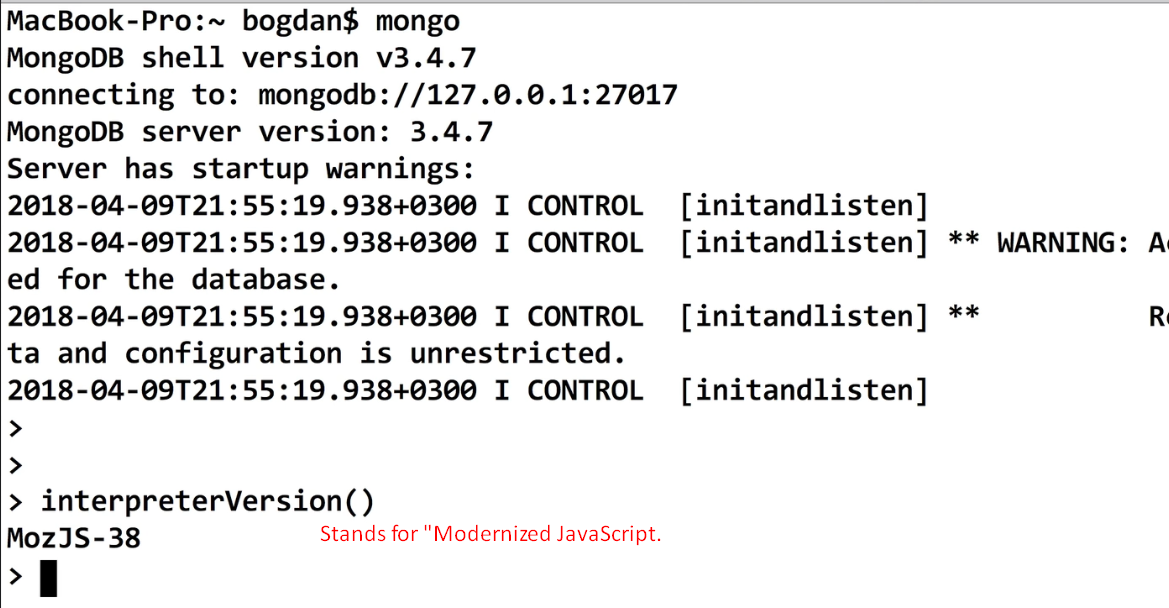 MacBook-Pro:~ bogdan$ mongo
MongoDB shell version v3.4.7
connecting to: mongodb://127.0.0.1:27017
MongoDB server version: 3.4.7
Server has startup warnings:
2018-04-09T21:55:19.938+0300 I CONTROL  [initandlisten]
2018-04-09T21:55:19.938+0300 I CONTROL  [initandlisten] ** WARNING:
ed for the database.
2018-04-09T21:55:19.938+0300 I CONTROL  [initandlisten] **
ta and configuration is unrestricted.
2018-04-09T21:55:19.938+0300 I CONTROL  [initandlisten]
>
>
> interpreterVersion()
MozJS-38 Stands for "Modernized JavaScript.
>